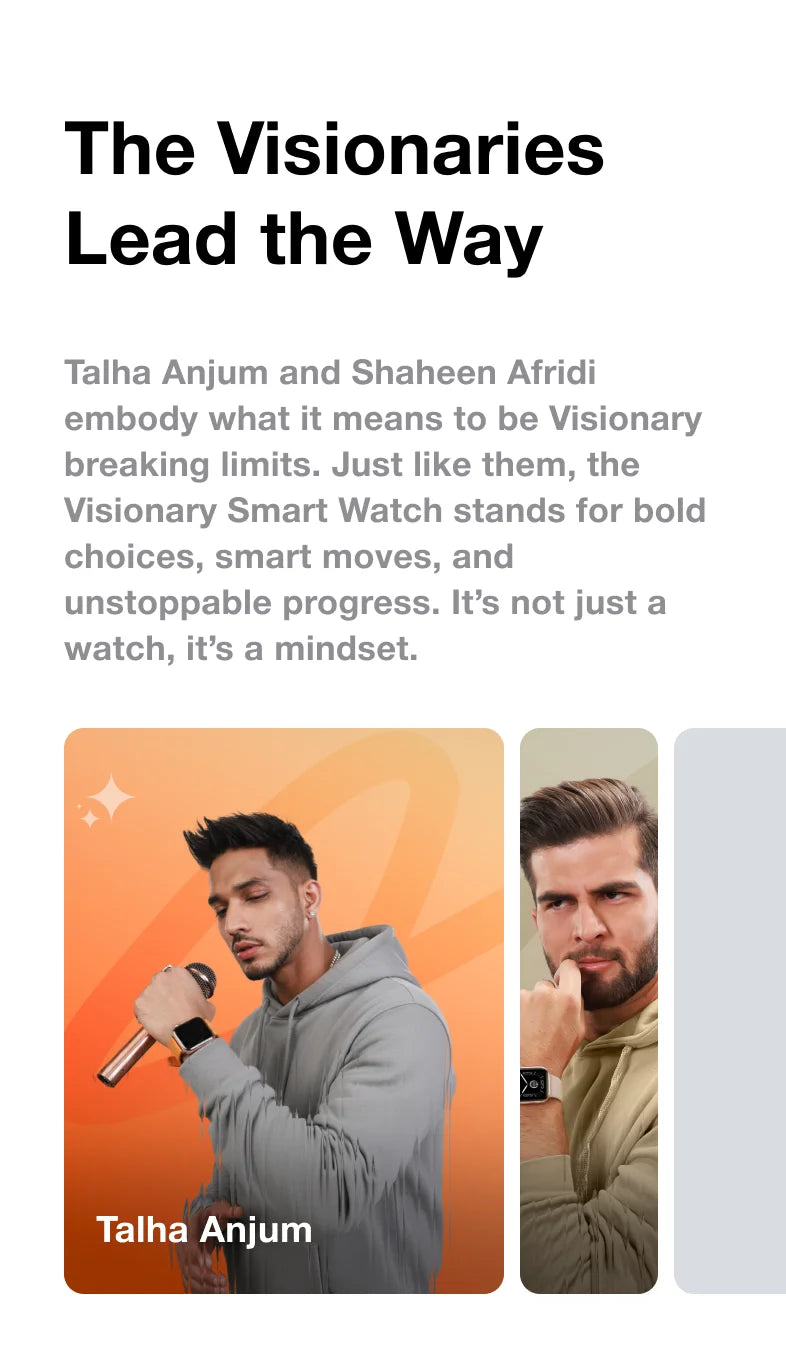 The Visionaries
Lead the Way
Talha Anjum and Shaheen Afridi
embody what it means to be Visionary
breaking limits. Just like them, the
Visionary Smart Watch stands for bold
choices, smart moves, and
unstoppable progress. It’s not just a
watch, it’s a mindset.
Talha Anjum